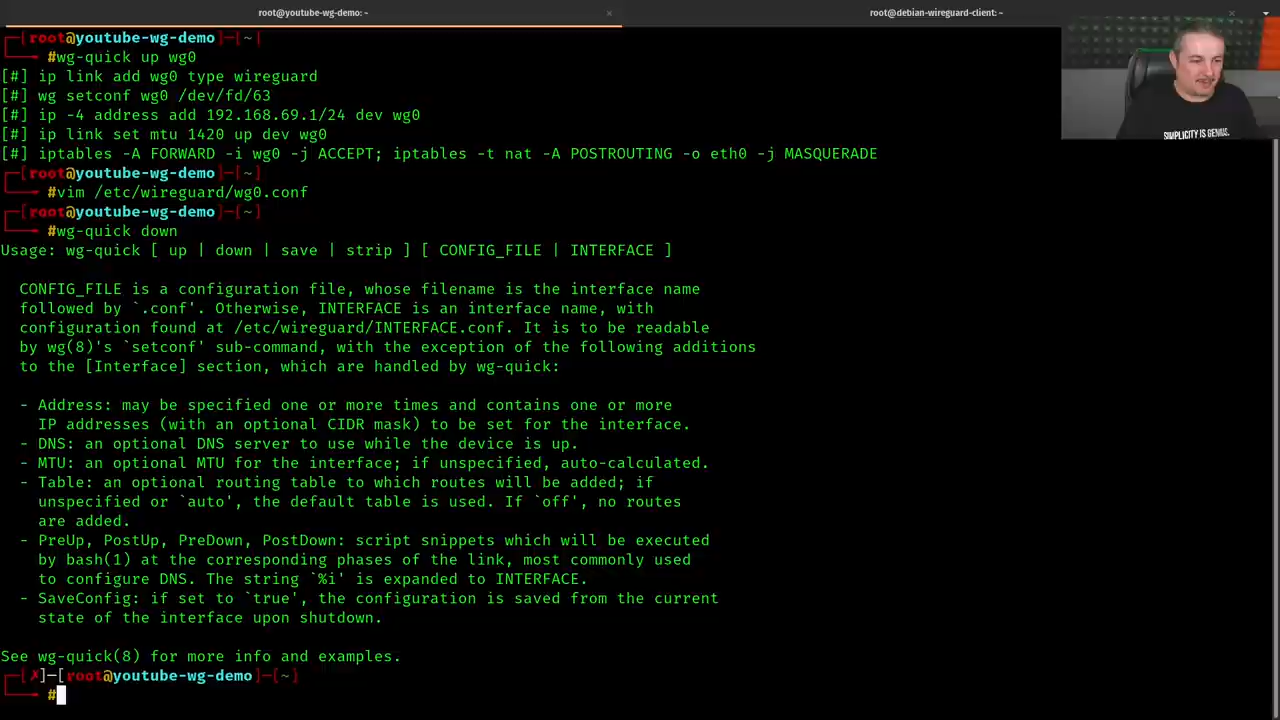 root@youtube-wg-demo: ~ × root@debian-wireguard-client: ~ ×
┌─[root@youtube-wg-demo]─[~]
└──╼ #wg-quick up wg0
[#] ip link add wg0 type wireguard
[#] wg setconf wg0 /dev/fd/63
[#] ip -4 address add 192.168.69.1/24 dev wg0
[#] ip link set mtu 1420 up dev wg0
[#] iptables -A FORWARD -i wg0 -j ACCEPT; iptables -t nat -A POSTROUTING -o eth0 -j MASQUERADE
┌─[root@youtube-wg-demo]─[~]
└──╼ #vim /etc/wireguard/wg0.conf
┌─[root@youtube-wg-demo]─[~]
└──╼ #wg-quick down
Usage: wg-quick [ up | down | save | strip ] [ CONFIG_FILE | INTERFACE ]
CONFIG_FILE is a configuration file, whose filename is the interface name
followed by `.conf'. Otherwise, INTERFACE is an interface name, with
configuration found at /etc/wireguard/INTERFACE.conf. It is to be readable
by wg(8)'s `setconf' sub-command, with the exception of the following additions
to the [Interface] section, which are handled by wg-quick:
- Address: may be specified one or more times and contains one or more
IP addresses (with an optional CIDR mask) to be set for the interface.
- DNS: an optional DNS server to use while the device is up.
- MTU: an optional MTU for the interface; if unspecified, auto-calculated.
- Table: an optional routing table to which routes will be added; if
unspecified or `auto', the default table is used. If `off', no routes
are added.
- PreUp, PostUp, PreDown, PostDown: script snippets which will be executed
by bash(1) at the corresponding phases of the link, most commonly used
to configure DNS. The string `%i' is expanded to INTERFACE.
- SaveConfig: if set to `true', the configuration is saved from the current
state of the interface upon shutdown.
See wg-quick(8) for more info and examples.
┌─[✗]─[root@youtube-wg-demo]─[~]
└──╼ #
SIMPLICITY IS GENIUS.